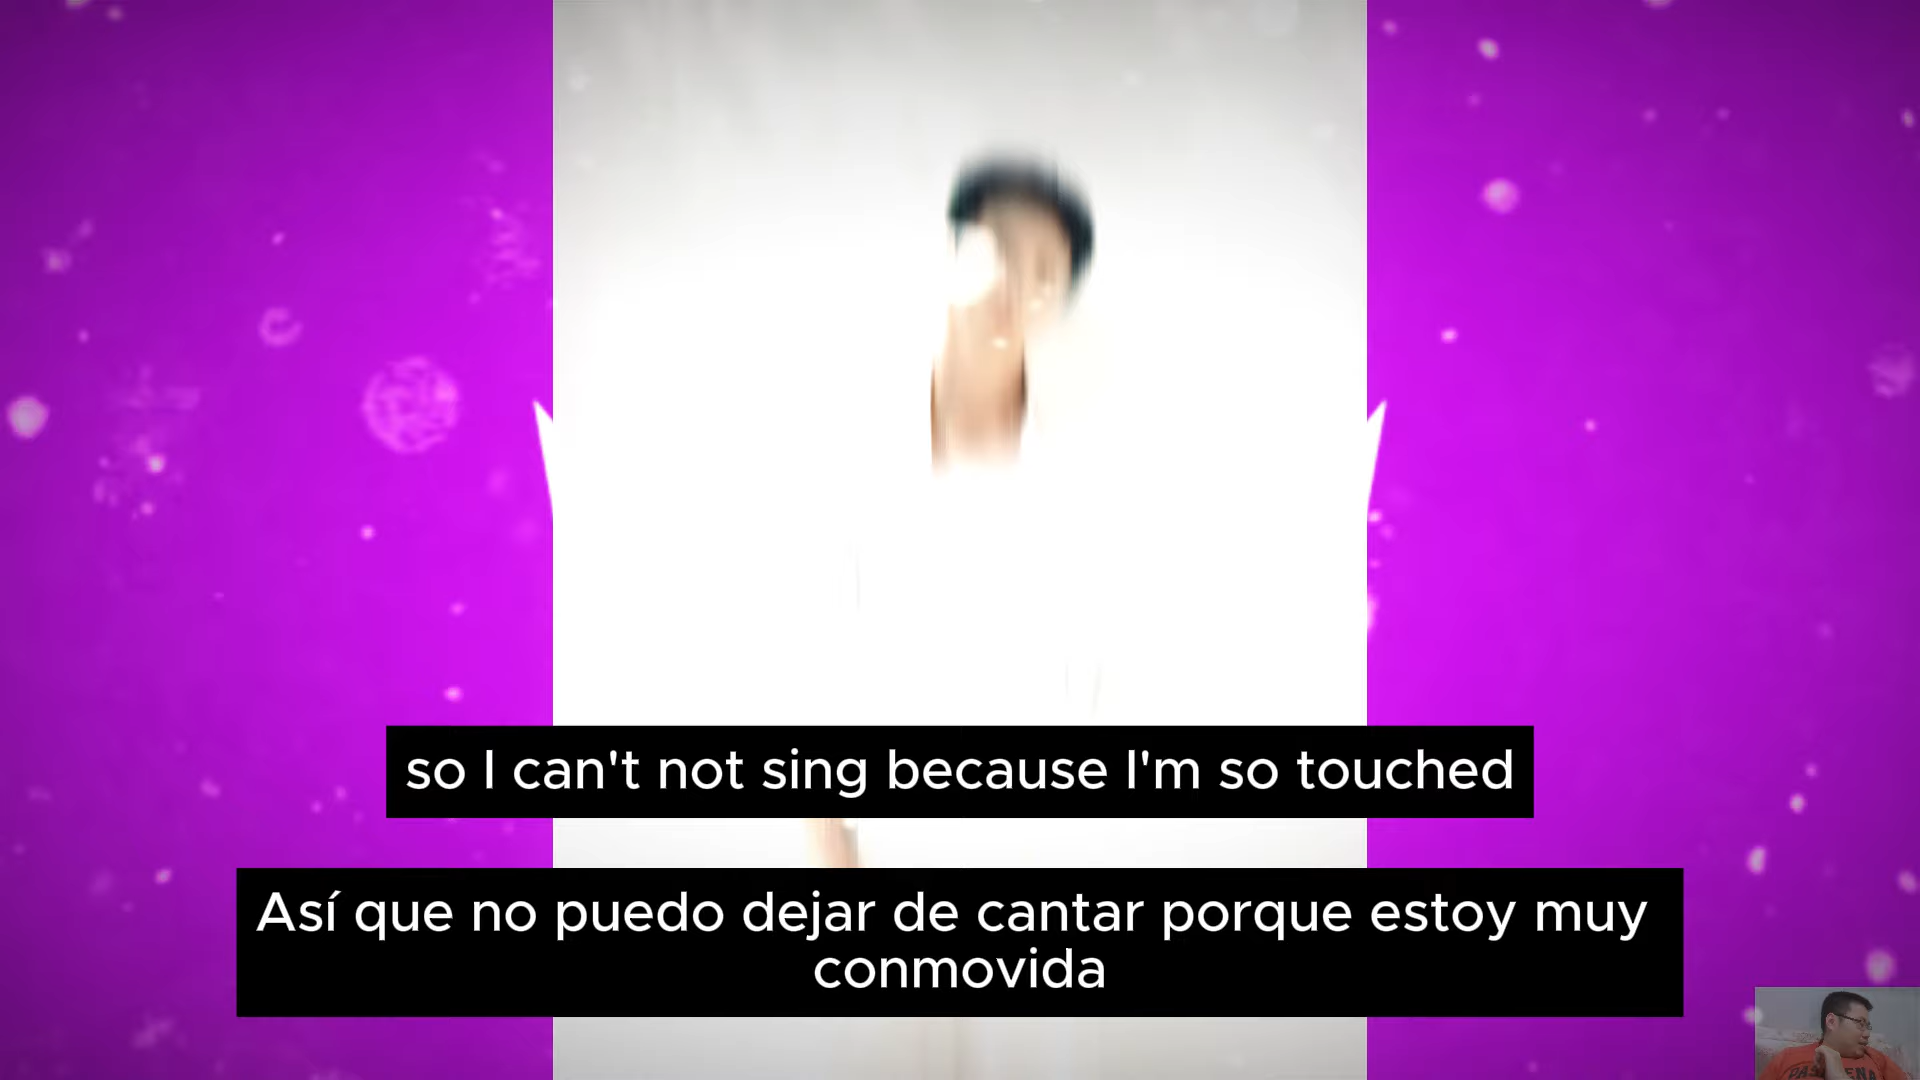 so I can't not sing because I'm so touched
Así que no puedo dejar de cantar porque estoy muy
conmovida